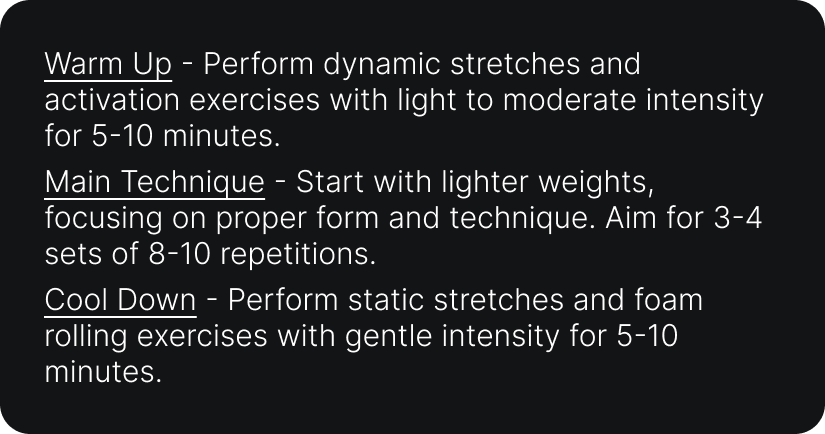 Warm Up - Perform dynamic stretches and
activation exercises with light to moderate intensity
for 5-10 minutes.
Main Technique - Start with lighter weights,
focusing on proper form and technique. Aim for 3-4
sets of 8-10 repetitions.
Cool Down - Perform static stretches and foam
rolling exercises with gentle intensity for 5-10
minutes.